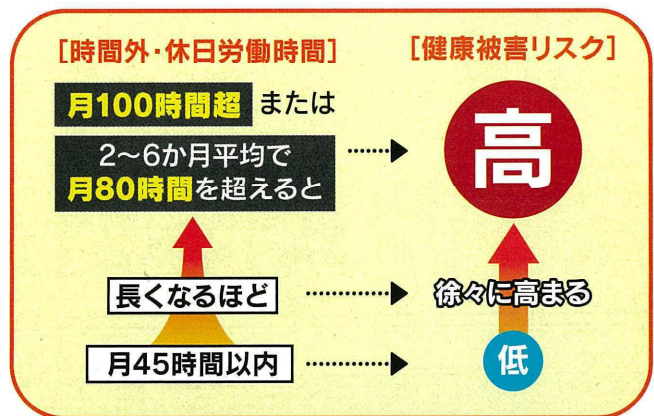 [時間外・休日労働時間]
[健康被害リスク]
月100時間超 または
2〜6か月平均で
月80時間を超えると
高
長くなるほど
徐々に高まる
月45時間以内
低